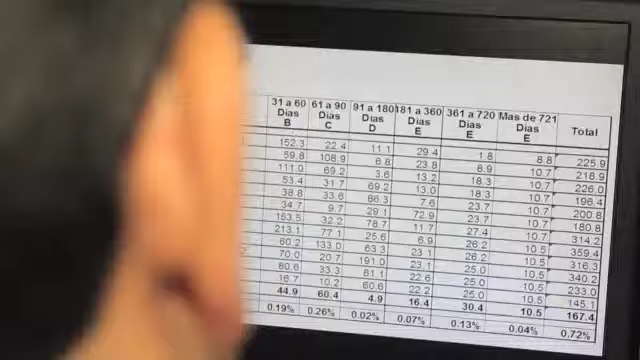 31 a 60 61 a 90 91 a 180 181 a 360 361 a 720 Mas de 721
Dias Dias Dias Dias Dias Dias Total
B C D E E E
152.3 22.4 11.1 29.4 1.8 8.8 225.9
59.8 108.9 6.8 23.8 8.9 10.7 218.9
111.0 69.2 3.6 13.2 18.3 10.7 226.0
53.4 31.7 69.2 13.0 18.3 10.7 196.4
38.8 33.6 86.3 7.6 23.7 10.7 200.8
34.7 9.7 29.1 72.9 23.7 10.7 180.8
153.5 32.2 78.7 11.7 27.4 10.7 314.2
213.1 77.1 25.6 6.9 26.2 10.5 359.4
60.2 133.0 63.3 23.1 26.2 10.5 316.3
70.0 20.7 191.0 23.1 25.0 10.5 340.2
60.6 33.3 81.1 22.6 25.0 10.5 233.0
16.7 10.2 60.6 22.2 25.0 10.5 145.1
44.9 60.4 4.9 16.4 30.4 10.5 167.4
0.19% 0.26% 0.02% 0.07% 0.13% 0.04% 0.72%